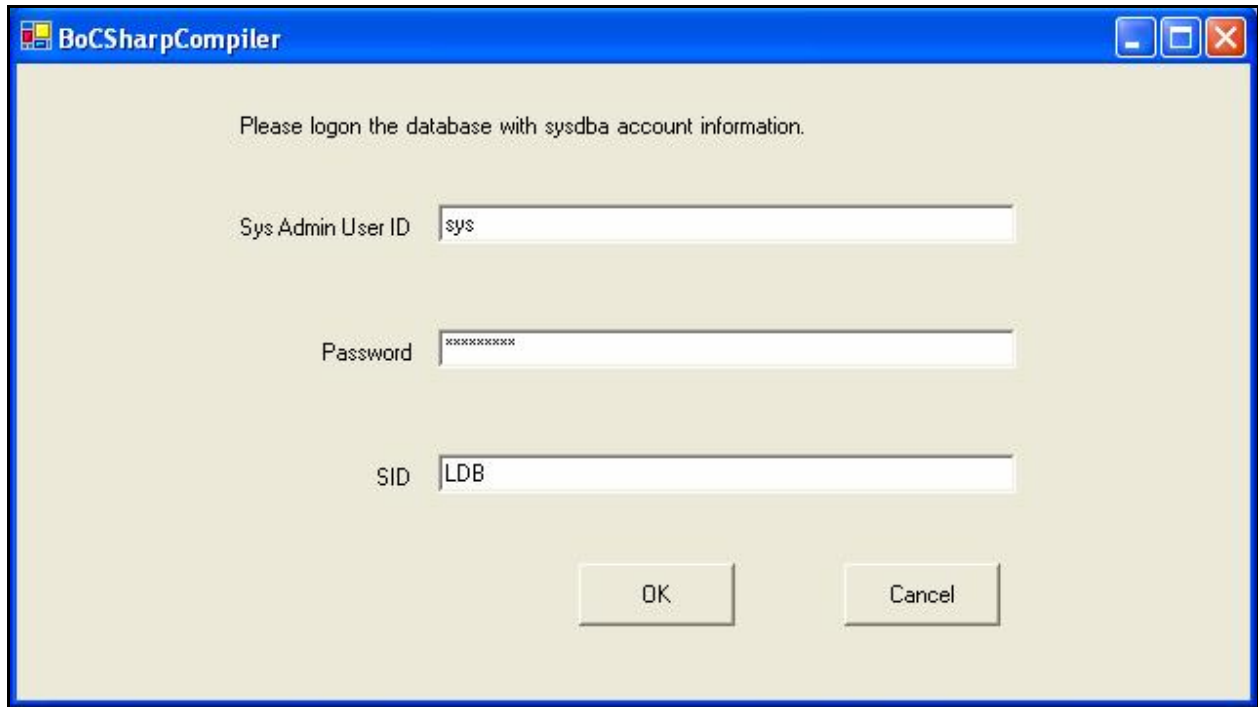 BoCSharpCompiler
Please logon the database with sysdba account information.
Sys Admin User ID sys
Password *********
SID LDB
OK Cancel